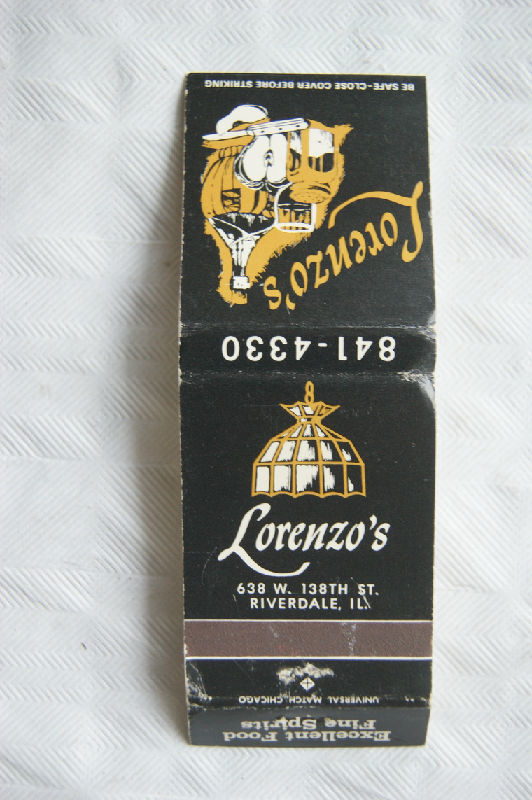 BE SAFE-CLOSE COVER BEFORE STRIKING
Lorenzo's
841-4330
Lorenzo's
638 W. 138TH ST.
RIVERDALE, IL.
UNIVERSAL MATCH, CHICAGO
Excellent Food
Fine Spirits